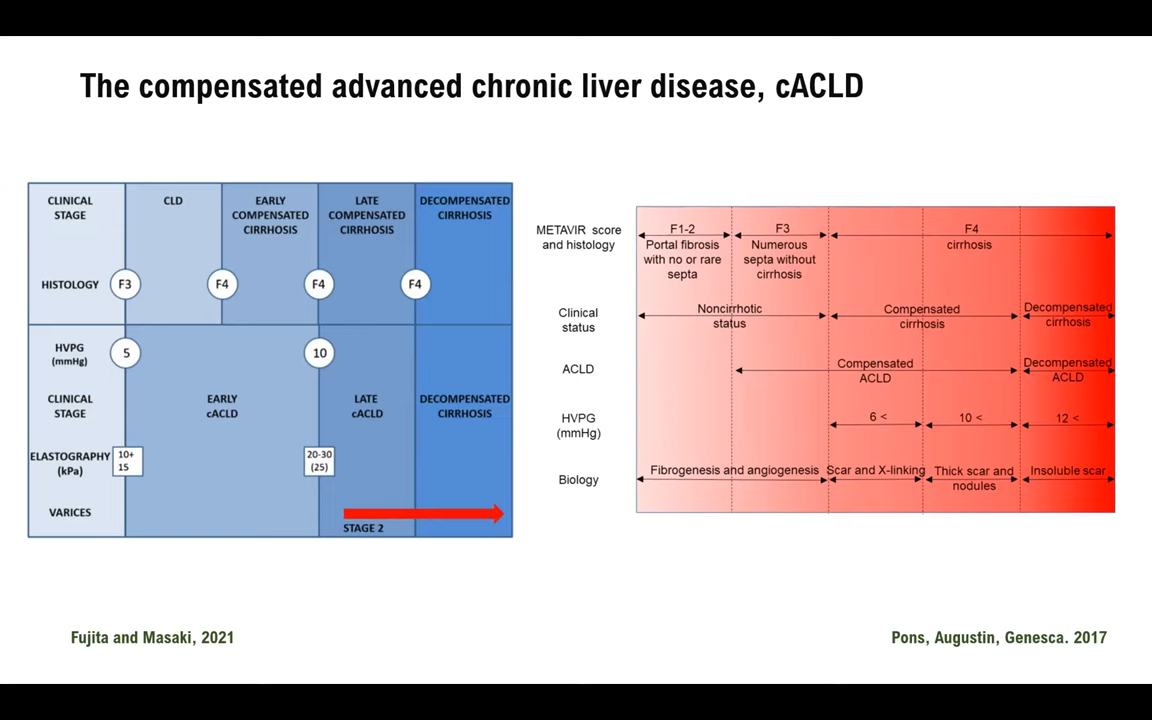 The compensated advanced chronic liver disease, cACLD
CLINICAL
STAGE
CLD
EARLY
COMPENSATED
CIRRHOSIS
LATE
COMPENSATED
CIRRHOSIS
DECOMPENSATED
CIRRHOSIS
HISTOLOGY
F3
F4
F4
F4
HVPG
(mmHg)
5
10
CLINICAL
STAGE
EARLY
cACLD
LATE
cACLD
DECOMPENSATED
CIRRHOSIS
ELASTOGRAPHY
(kPa)
10+
15
20-30
(25)
VARICES
STAGE 2
METAVIR score
and histology
F1-2
Portal fibrosis
with no or rare
septa
F3
Numerous
septa without
cirrhosis
F4
cirrhosis
Clinical
status
Noncirrhotic
status
Compensated
cirrhosis
Decompensated
cirrhosis
ACLD
Compensated
ACLD
Decompensated
ACLD
HVPG
(mmHg)
6 <
10 <
12 <
Biology
Fibrogenesis and angiogenesis
Scar and X-linking
Thick scar and
nodules
Insoluble scar
Fujita and Masaki, 2021
Pons, Augustin, Genesca. 2017